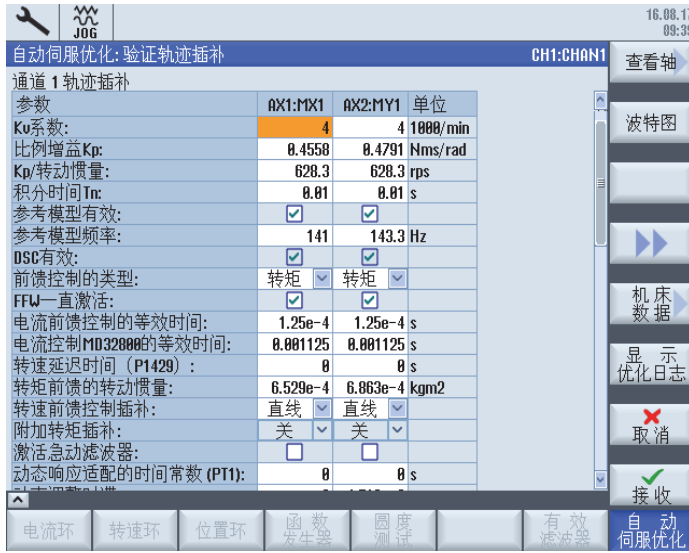 JOG
16.08.1
09:3
自动伺服优化:验证轨迹插补 CH1:CHAN1
通道 1 轨迹插补
参数 AX1:MX1 AX2:MY1 单位
Kv系数: 4 4 1000/min
比例增益Kp: 0.4558 0.4791 Nms/rad
Kp/转动惯量: 628.3 628.3 rps
积分时间Tn: 0.01 0.01 s
参考模型有效:
参考模型频率: 141 143.3 Hz
DSC有效:
前馈控制的类型: 转矩 转矩
FFW一直激活:
电流前馈控制的等效时间: 1.25e-4 1.25e-4 s
电流控制MD32800的等效时间: 0.001125 0.001125 s
转速延迟时间（P1429）: 0 0 s
转矩前馈的转动惯量: 6.529e-4 6.863e-4 kgm2
转速前馈控制插补: 直线 直线
附加转矩插补: 关 关
激活急动滤波器:
动态响应适配的时间常数(PT1): 0 0 s
查看轴
波特图
机床
数据
显示
优化日志
取消
接收
电流环
转速环
位置环
函数
发生器
圆度
测试
有效
滤波器
自动
伺服优化